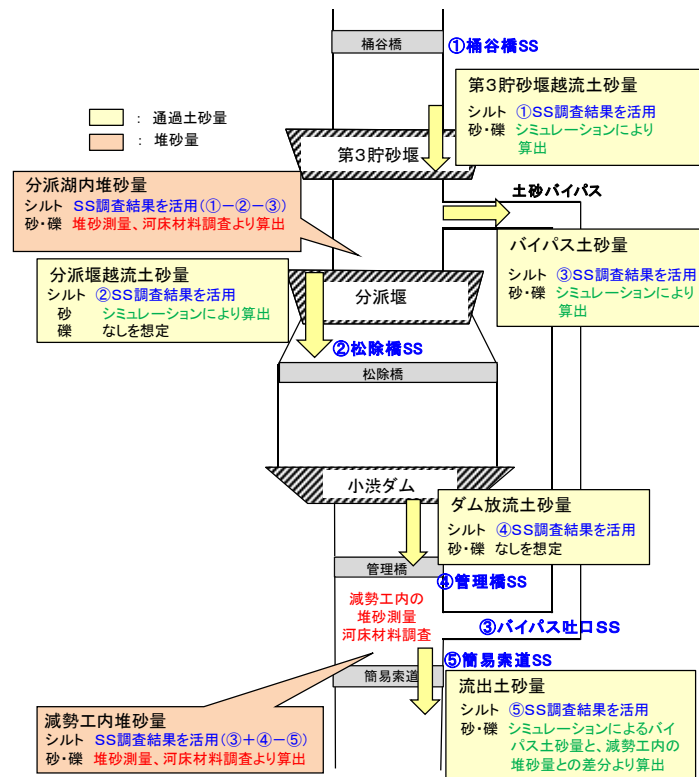 桶谷橋
①桶谷橋SS
第3貯砂堰越流土砂量
シルト ①SS調査結果を活用
砂・礫 シミュレーションにより
算出
： 通過土砂量
： 堆砂量
第3貯砂堰
分派湖内堆砂量
シルト SS調査結果を活用(①－②－③)
砂・礫 堆砂測量、河床材料調査より算出
土砂バイパス
バイパス土砂量
シルト ③SS調査結果を活用
砂・礫 シミュレーションにより
算出
分派堰越流土砂量
シルト ②SS調査結果を活用
砂 シミュレーションにより算出
礫 なしを想定
分派堰
②松除橋SS
松除橋
小渋ダム
ダム放流土砂量
シルト ④SS調査結果を活用
砂・礫 なしを想定
管理橋
④管理橋SS
減勢工内の
堆砂測量
河床材料調査
③バイパス吐口SS
⑤簡易索道SS
簡易索道
流出土砂量
シルト ⑤SS調査結果を活用
砂・礫 シミュレーションによるバイ
パス土砂量と、減勢工内の
堆砂量との差分より算出
減勢工内堆砂量
シルト SS調査結果を活用(③＋④－⑤)
砂・礫 堆砂測量、河床材料調査より算出